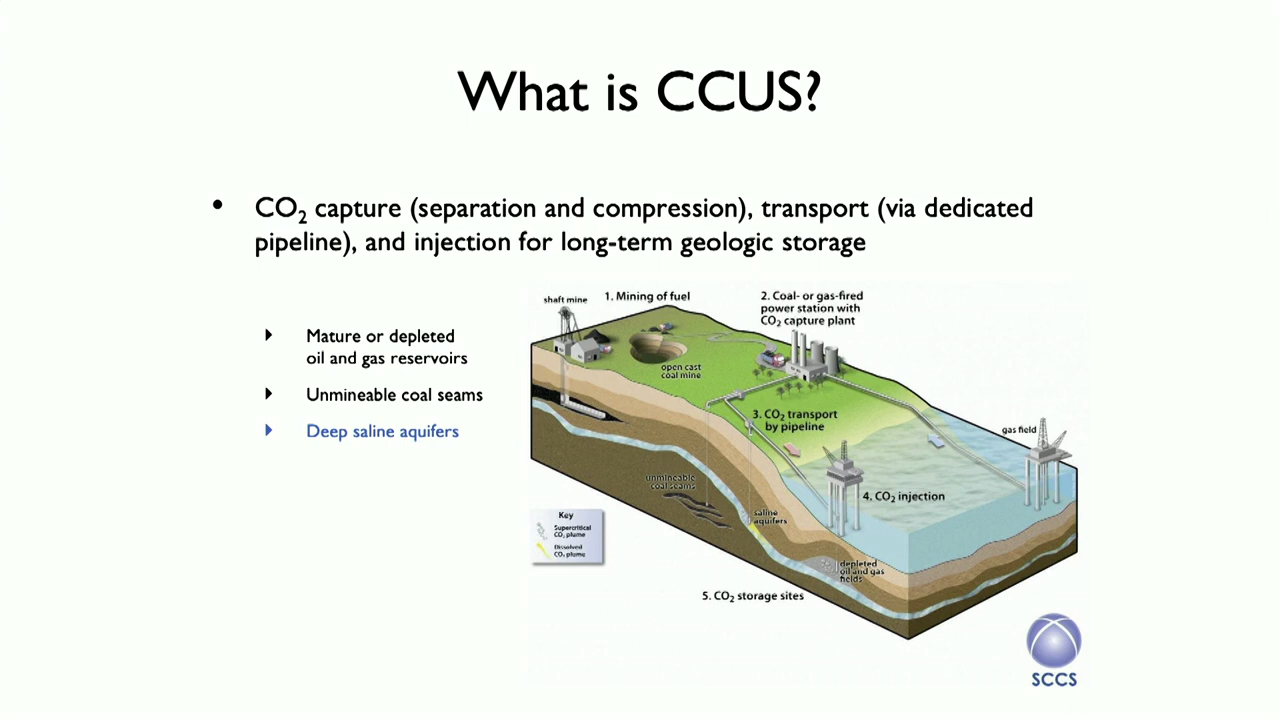 What is CCUS?
• CO2 capture (separation and compression), transport (via dedicated
pipeline), and injection for long-term geologic storage
Mature or depleted
oil and gas reservoirs
Unmineable coal seams
Deep saline aquifers
shaft mine
1. Mining of fuel
2. Coal- or gas-fired
power station with
CO2 capture plant
open cast
coal mine
3. CO2 transport
by pipeline
gas field
unmineable
coal seams
4. CO2 injection
saline
aquifers
Key
Supercritical
CO2 plume
Dissolved
CO2 plume
depleted
oil and gas
fields
5. CO2 storage sites
SCCS